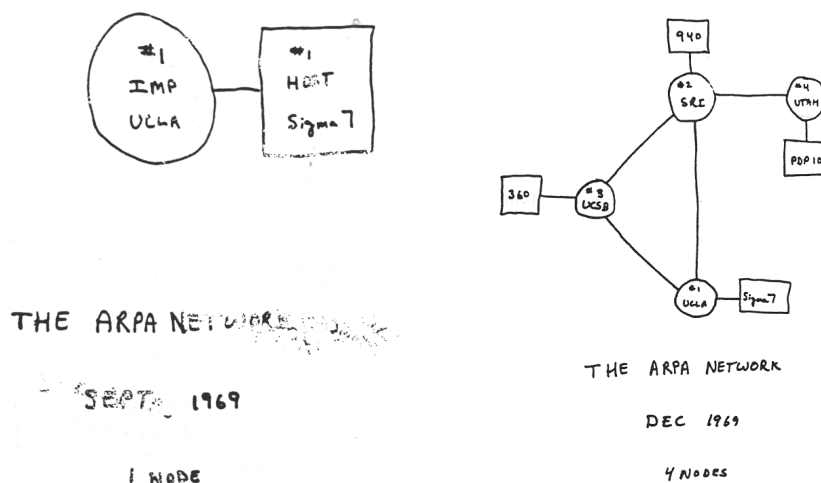 #1
IMP
UCLA
#1
HOST
Sigma 7
THE ARPA NETWORK
SEPT. 1969
1 NODE
940
#2
SRI
#4
UTAH
PDP 10
360
#3
UCSB
#1
UCLA
Sigma 7
THE ARPA NETWORK
DEC 1969
4 NODES